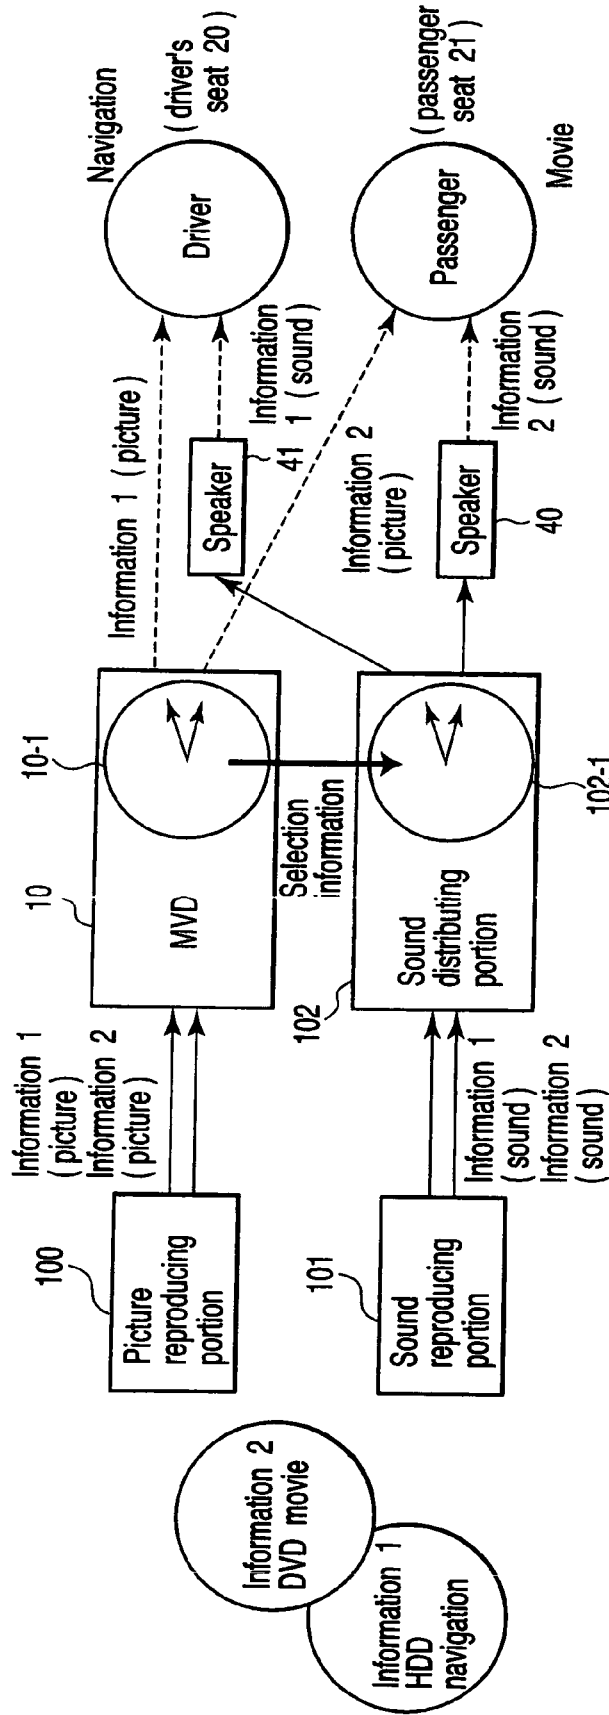 Information 2
DVD movie
Information 1
HDD
navigation
100
Picture
reproducing
portion
101
Sound
reproducing
portion
Information 1
( picture )
Information 2
( picture )
Information 1
( sound )
Information 2
( sound )
10
MVD
10-1
Selection
information
102
Sound
distributing
portion
102-1
Information 1 ( picture )
Speaker
41
Information
1 ( sound )
Information 2
( picture )
Speaker
40
Information
2 ( sound )
Navigation
Driver
( driver's
seat 20 )
Passenger
( passenger
seat 21 )
Movie